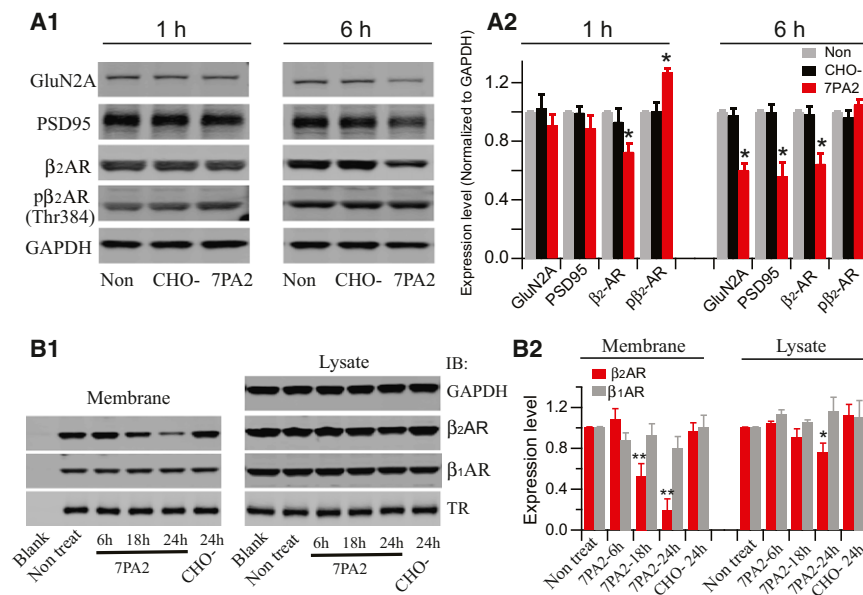 A1
1 h
6 h
GluN2A
PSD95
β2AR
pβ2AR
(Thr384)
GAPDH
Non CHO- 7PA2
Non CHO- 7PA2
A2
1 h
6 h
Non
CHO-
7PA2
Expression level (Normalized to GAPDH)
1.2
0.8
0.4
0.0
* *
* * *
GluN2A PSD95 β2-AR pβ2-AR
GluN2A PSD95 β2-AR pβ2-AR
B1
Membrane
Lysate
IB:
GAPDH
β2AR
β1AR
TR
Blank Non treat 6h 18h 24h 24h
7PA2 CHO-
Blank Non treat 6h 18h 24h 24h
7PA2 CHO-
B2
Membrane
Lysate
β2AR
β1AR
Expression level
1.2
0.8
0.4
0.0
** **
*
Non treat 7PA2-6h 7PA2-18h 7PA2-24h CHO- 24h
Non treat 7PA2-6h 7PA2-18h 7PA2-24h CHO- 24h